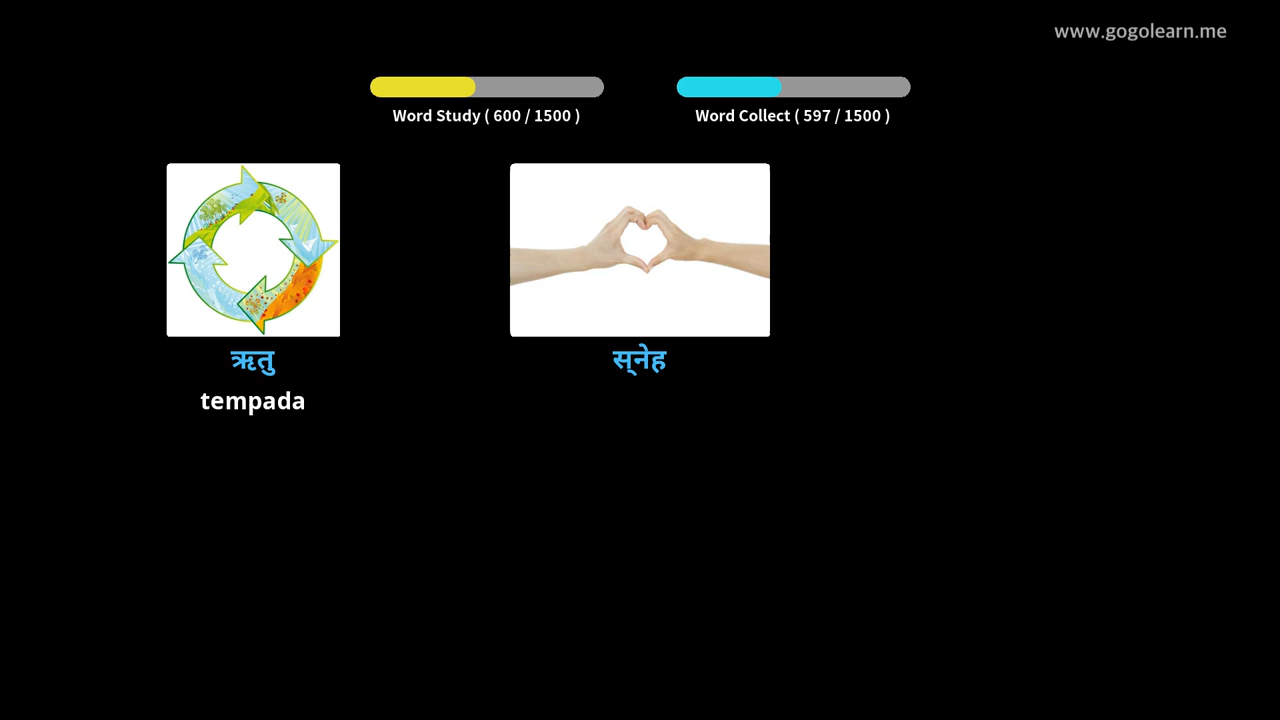 www.gogolearn.me
Word Study ( 600 / 1500 )
Word Collect ( 597 / 1500 )
ऋतु
स्नेह
tempada